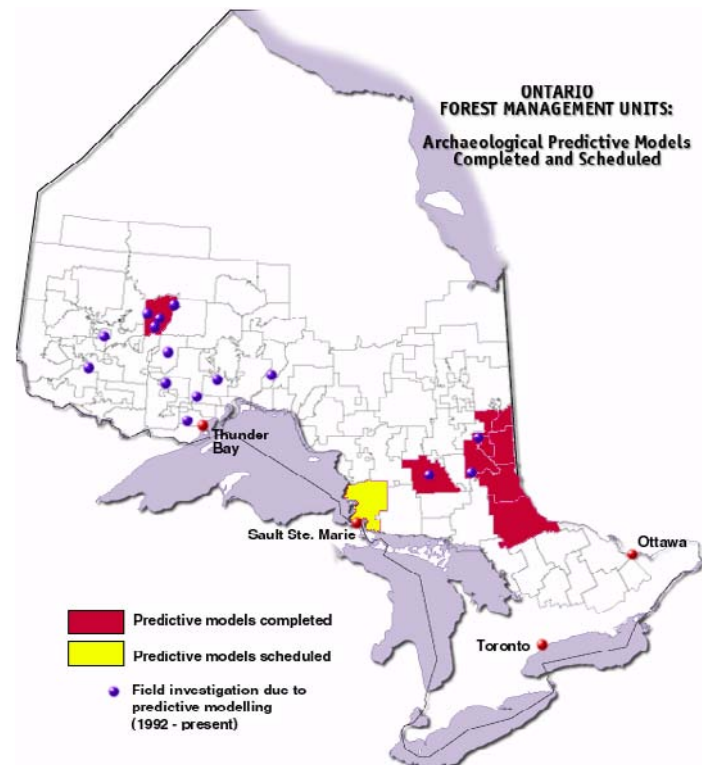 ONTARIO
FOREST MANAGEMENT UNITS:
Archaeological Predictive Models
Completed and Scheduled
Thunder
Bay
Sault Ste. Marie
Ottawa
Toronto
Predictive models completed
Predictive models scheduled
Field investigation due to
predictive modelling
(1992 - present)